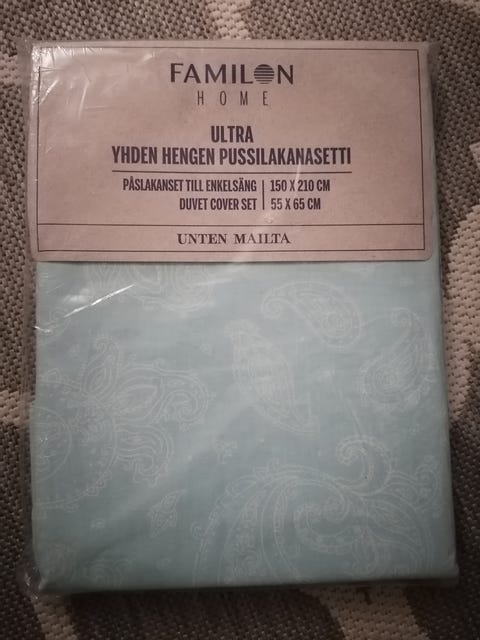 FAMILON
HOME
ULTRA
YHDEN HENGEN PUSSILAKANASETTI
PÅSLAKANSET TILL ENKELSÄNG | 150 X 210 CM
DUVET COVER SET | 55 X 65 CM
UNTEN MAILTA